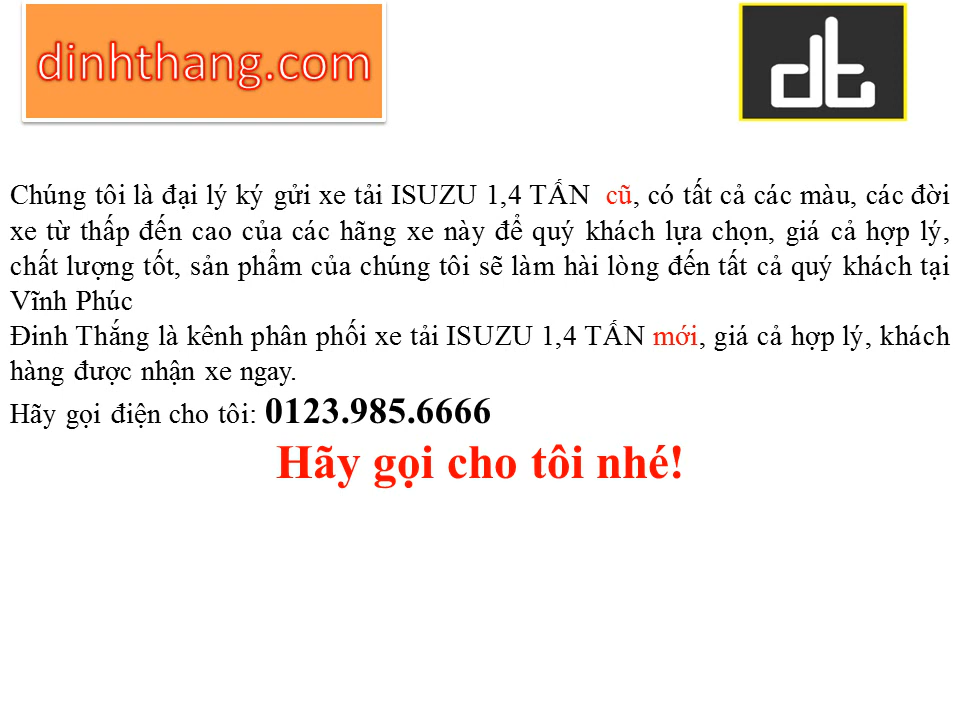 dinhthang.com
dt
Chúng tôi là đại lý ký gửi xe tải ISUZU 1,4 TẤN cũ, có tất cả các màu, các đời
xe từ thấp đến cao của các hãng xe này để quý khách lựa chọn, giá cả hợp lý,
chất lượng tốt, sản phẩm của chúng tôi sẽ làm hài lòng đến tất cả quý khách tại
Vĩnh Phúc
Đinh Thắng là kênh phân phối xe tải ISUZU 1,4 TẤN mới, giá cả hợp lý, khách
hàng được nhận xe ngay.
Hãy gọi điện cho tôi: 0123.985.6666
Hãy gọi cho tôi nhé!